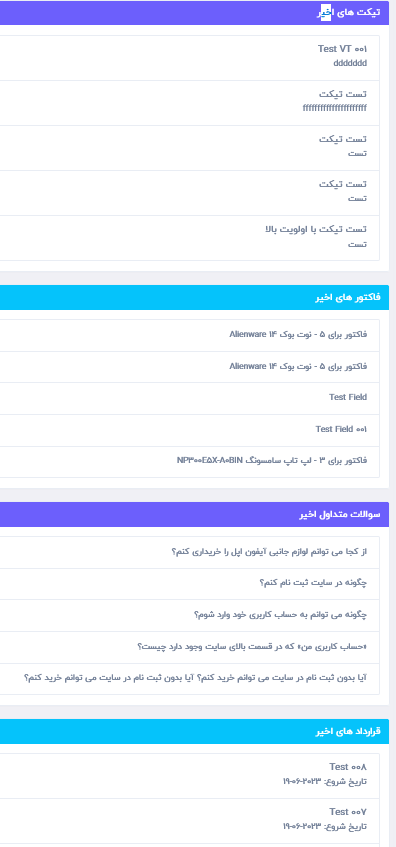 تیکت های اخیر
Test VT ۰۰۱
ddddddd
تست تیکت
ffffffffffffffffffffff
تست تیکت
تست
تست تیکت
تست
تست تیکت با اولویت بالا
تست
فاکتور های اخیر
فاکتور برای ۵ - نوت بوک ۱۴ Alienware
فاکتور برای ۵ - نوت بوک ۱۴ Alienware
Test Field
Test Field ۰۰۱
فاکتور برای ۳ - لپ تاپ سامسونگ NP۳۰۰E۵X-A۰BIN
سوالات متداول اخیر
از کجا می توانم لوازم جانبی آیفون اپل را خریداری کنم؟
چگونه در سایت ثبت نام کنم؟
چگونه می توانم به حساب کاربری خود وارد شوم؟
«حساب کاربری من» که در قسمت بالای سایت وجود دارد چیست؟
آیا بدون ثبت نام در سایت می توانم خرید کنم؟ آیا بدون ثبت نام در سایت می توانم خرید کنم؟
قرارداد های اخیر
Test ۰۰۸
تاریخ شروع: ۲۰۲۳-۰۶-۱۹
Test ۰۰۷
تاریخ شروع: ۲۰۲۳-۰۶-۱۹